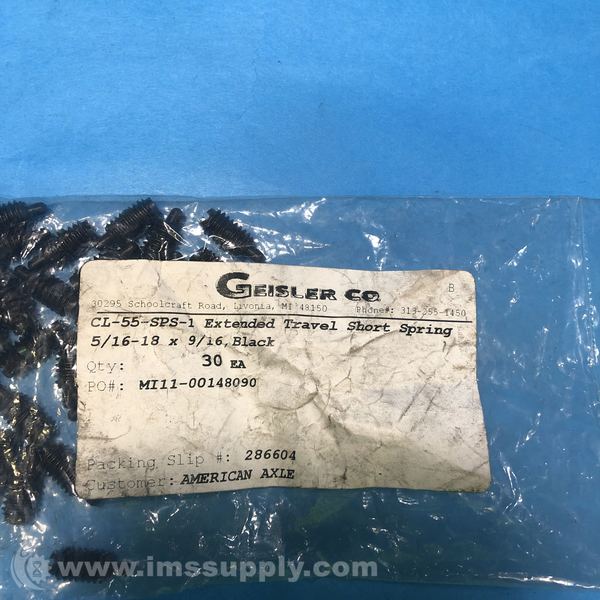 GEISLER CO.
B
30295 Schoolcraft Road, Livonia, MI 48150 Phone#: 313-255-1450
CL-55-SPS-1 Extended Travel Short Spring
5/16-18 x 9/16, Black
Qty: 30 EA
PO#: MI11-00148090
Packing Slip #: 286604
Customer: AMERICAN AXLE
© www.imssupply.com